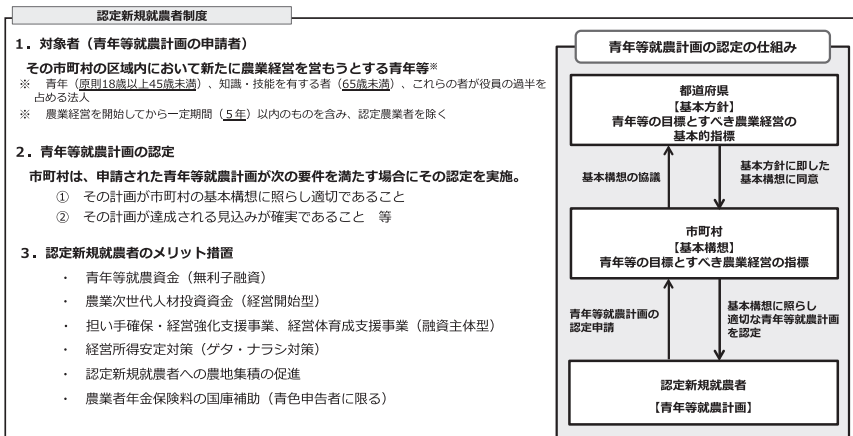 認定新規就農者制度
1．対象者（青年等就農計画の申請者）
その市町村の区域内において新たに農業経営を営もうとする青年等※
※　青年（原則18歳以上45歳未満）、知識・技能を有する者（65歳未満）、これらの者が役員の過半を
占める法人
※　農業経営を開始してから一定期間（５年）以内のものを含み、認定農業者を除く
2．青年等就農計画の認定
市町村は、申請された青年等就農計画が次の要件を満たす場合にその認定を実施。
①　その計画が市町村の基本構想に照らし適切であること
②　その計画が達成される見込みが確実であること　等
3．認定新規就農者のメリット措置
・　青年等就農資金（無利子融資）
・　農業次世代人材投資資金（経営開始型）
・　担い手確保・経営強化支援事業、経営体育成支援事業（融資主体型）
・　経営所得安定対策（ゲタ・ナラシ対策）
・　認定新規就農者への農地集積の促進
・　農業者年金保険料の国庫補助（青色申告者に限る）
青年等就農計画の認定の仕組み
都道府県
【基本方針】
青年等の目標とすべき農業経営の
基本的指標
基本構想の協議
基本方針に即した
基本構想に同意
市町村
【基本構想】
青年等の目標とすべき農業経営の指標
青年等就農計画の
認定申請
基本構想に照らし
適切な青年等就農計画
を認定
認定新規就農者
【青年等就農計画】